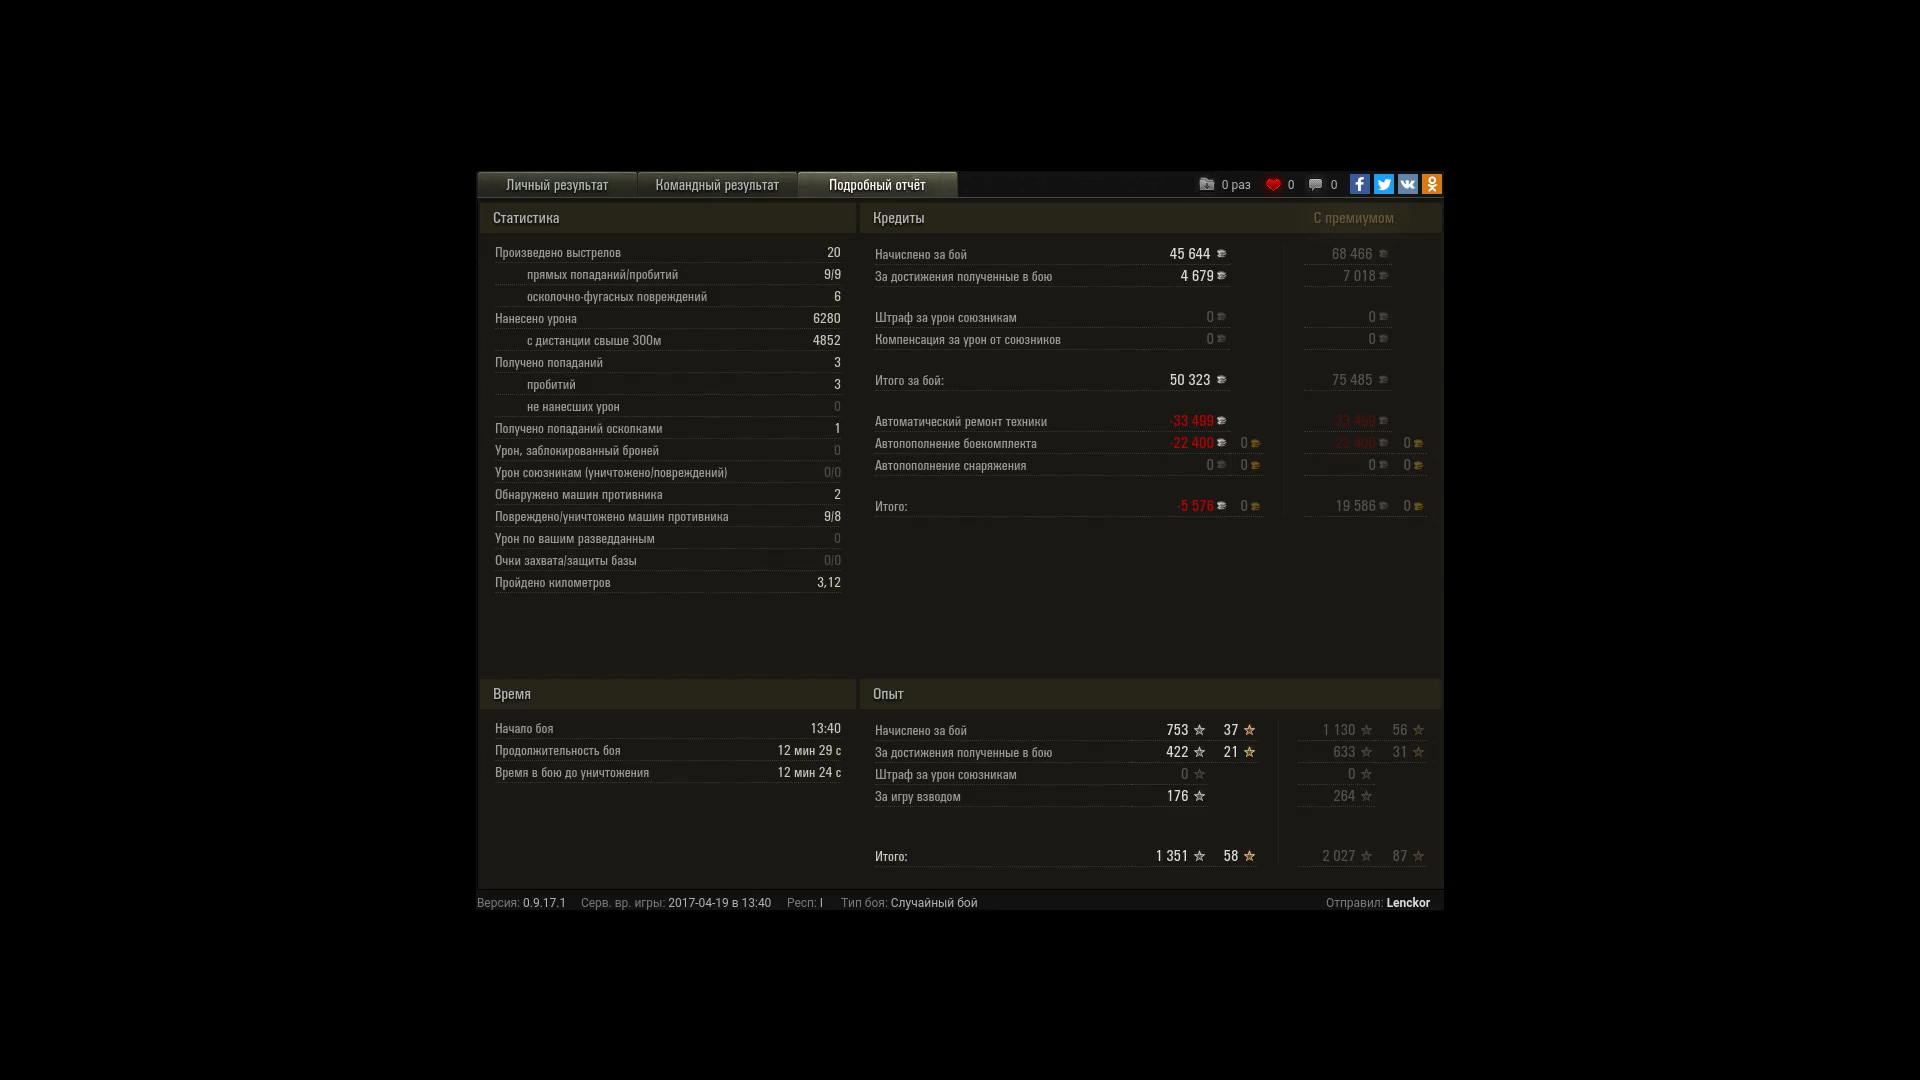 Личный результат Командный результат Подробный отчёт 0 раз 0 0
Статистика
Произведено выстрелов 20
прямых попаданий/пробитий 9/9
осколочно-фугасных повреждений 6
Нанесено урона 6280
с дистанции свыше 300м 4852
Получено попаданий 3
пробитий 3
не нанесших урон 0
Получено попаданий осколками 1
Урон, заблокированный броней 0
Урон союзникам (уничтожено/повреждений) 0/0
Обнаружено машин противника 2
Повреждено/уничтожено машин противника 9/8
Урон по вашим разведданным 0
Очки захвата/защиты базы 0/0
Пройдено километров 3,12
Кредиты С премиумом
Начислено за бой 45 644 68 466
За достижения полученные в бою 4 679 7 018
Штраф за урон союзникам 0 0
Компенсация за урон от союзников 0 0
Итого за бой: 50 323 75 485
Автоматический ремонт техники -33 499 -33 499
Автопополнение боекомплекта -22 400 0 -22 400 0
Автопополнение снаряжения 0 0 0 0
Итого: -5 576 0 19 586 0
Время
Начало боя 13:40
Продолжительность боя 12 мин 29 с
Время в бою до уничтожения 12 мин 24 с
Опыт
Начислено за бой 753 37 1 130 56
За достижения полученные в бою 422 21 633 31
Штраф за урон союзникам 0 0
За игру взводом 176 264
Итого: 1 351 58 2 027 87
Версия: 0.9.17.1 Серв. вр. игры: 2017-04-19 в 13:40 Респ: I Тип боя: Случайный бой Отправил: Lenckor